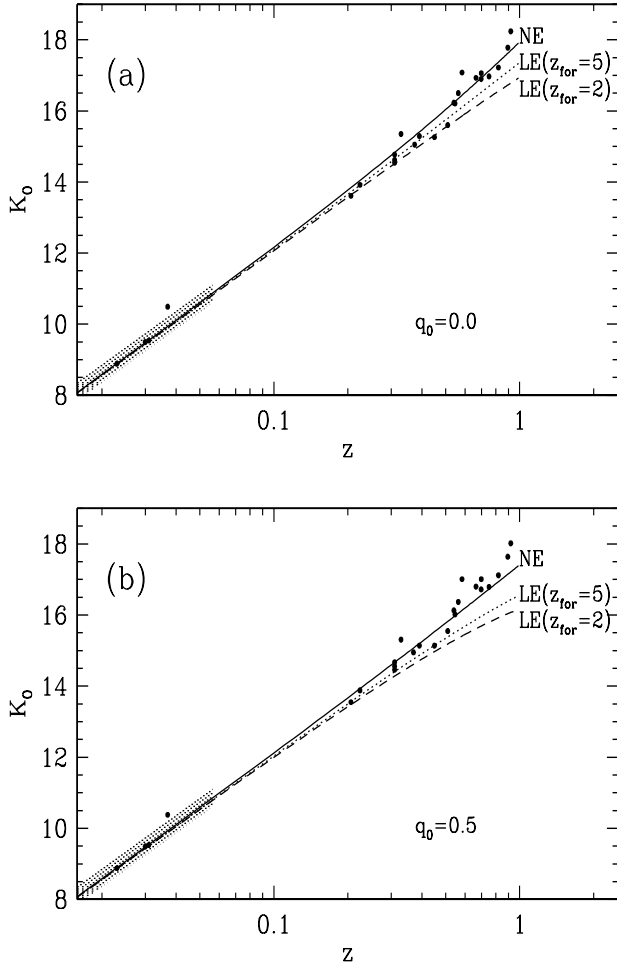 18
16
14
12
10
8
K₀
(a)
NE
LE(z_for=5)
LE(z_for=2)
q₀=0.0
0.1
1
z
18
16
14
12
10
8
K₀
(b)
NE
LE(z_for=5)
LE(z_for=2)
q₀=0.5
0.1
1
z